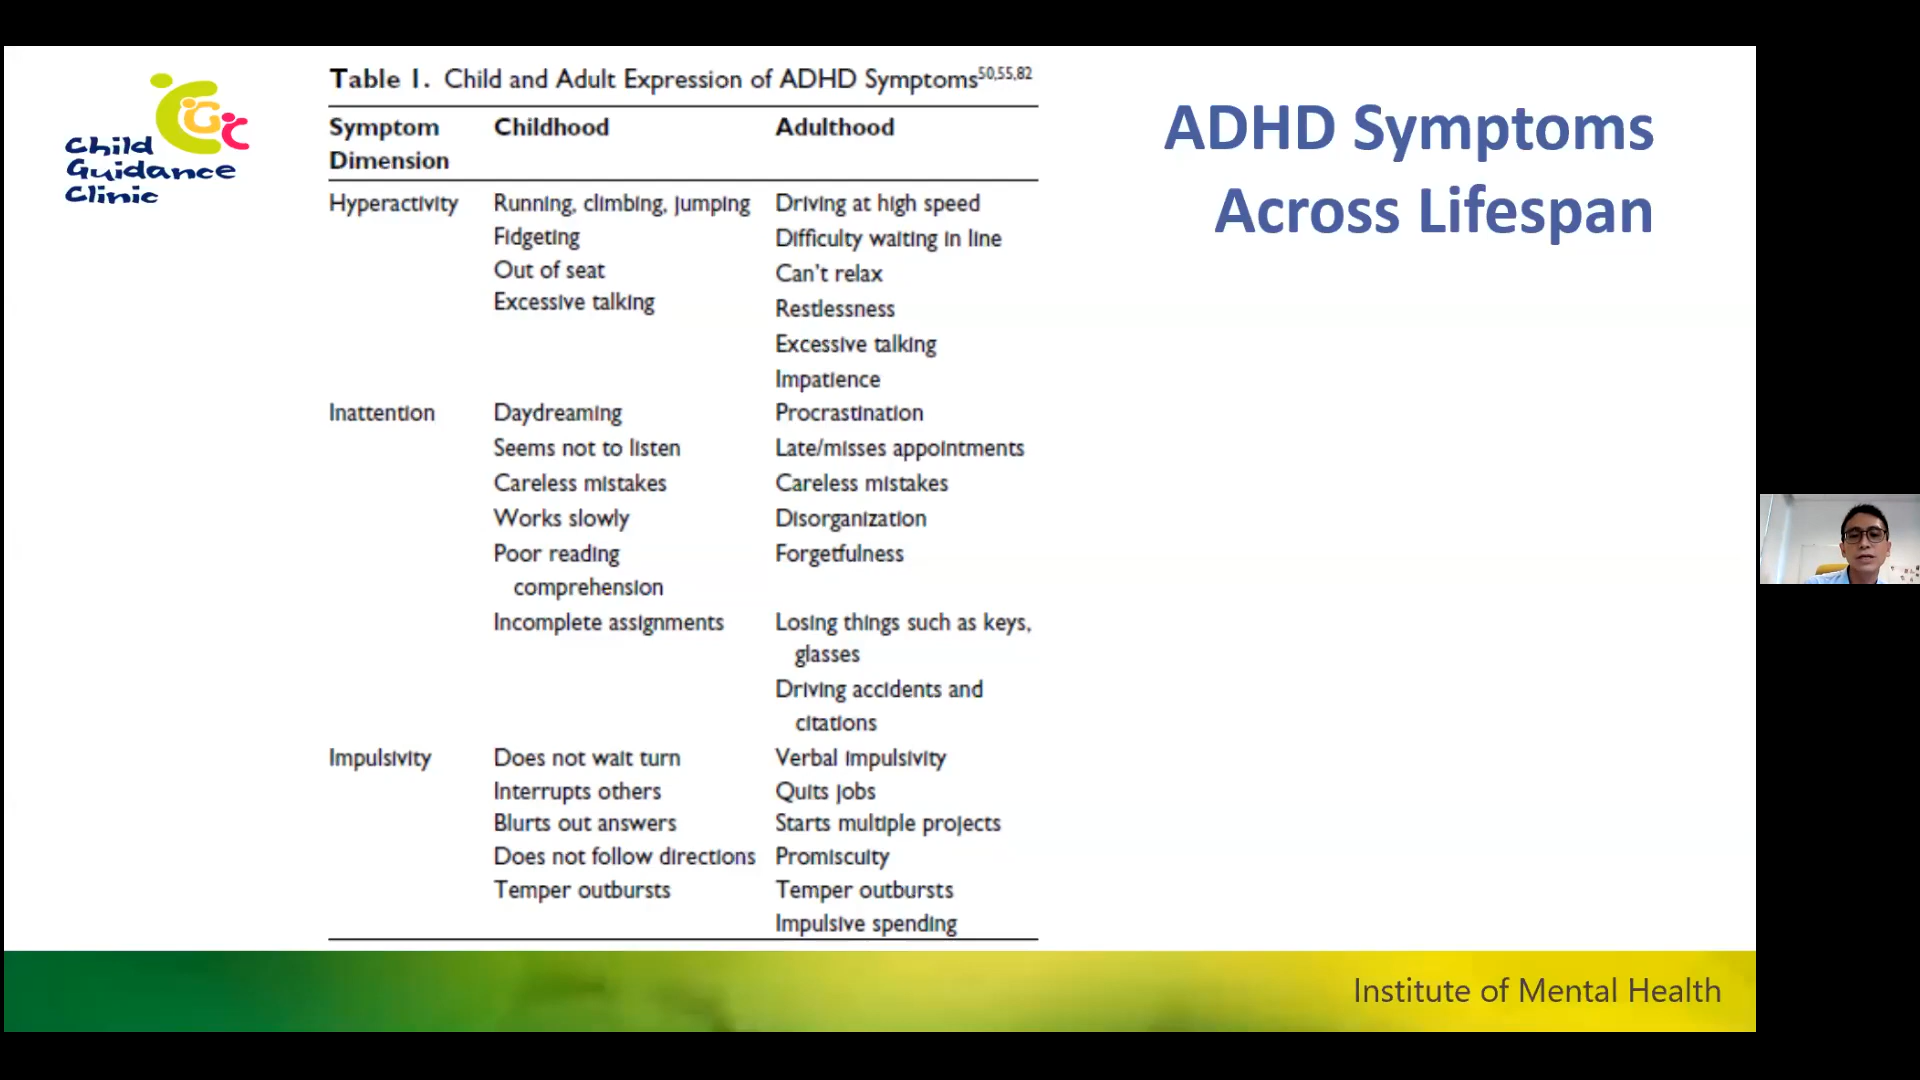 Child
Guidance
Clinic
Table 1. Child and Adult Expression of ADHD Symptoms50,55,82
Symptom Dimension Childhood Adulthood
Hyperactivity Running, climbing, jumping Driving at high speed
Fidgeting Difficulty waiting in line
Out of seat Can't relax
Excessive talking Restlessness
Excessive talking
Impatience
Inattention Daydreaming Procrastination
Seems not to listen Late/misses appointments
Careless mistakes Careless mistakes
Works slowly Disorganization
Poor reading Forgetfulness
comprehension
Incomplete assignments Losing things such as keys,
glasses
Driving accidents and
citations
Impulsivity Does not wait turn Verbal impulsivity
Interrupts others Quits jobs
Blurts out answers Starts multiple projects
Does not follow directions Promiscuity
Temper outbursts Temper outbursts
Impulsive spending
ADHD Symptoms
Across Lifespan
Institute of Mental Health